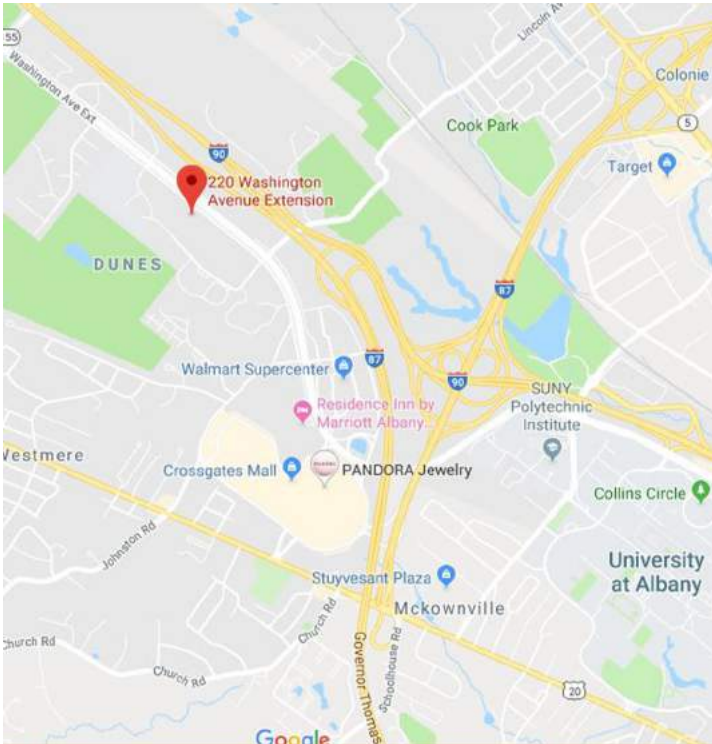 55
Washington Ave Ext
Lincoln Av
Colonie
90
Cook Park
5
Target
220 Washington
Avenue Extension
DUNES
87
87
Walmart Supercenter
90
SUNY
Polytechnic
Institute
Residence Inn by
Marriott Albany...
Westmere
Crossgates Mall
PANDORA Jewelry
Collins Circle
Johnston Rd
University
at Albany
Stuyvesant Plaza
Mckownville
Church Rd
Church Rd
Church Rd
Schoolhouse Rd
Governor Thomas
20
Google